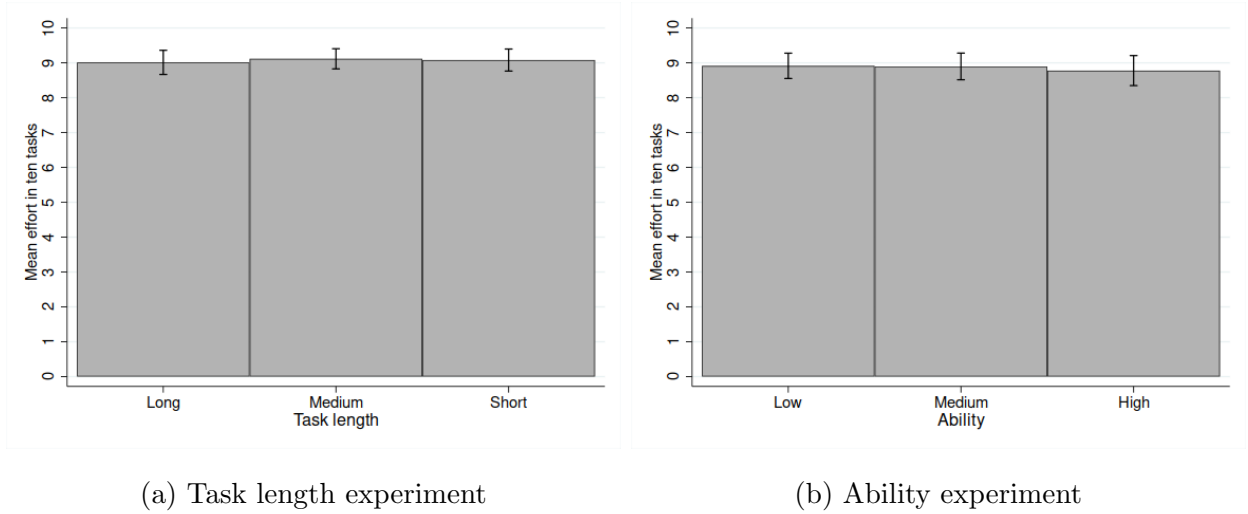 Mean effort in ten tasks
10
9
8
7
6
5
4
3
2
1
0
Long Medium Short
Task length
(a) Task length experiment
Mean effort in ten tasks
10
9
8
7
6
5
4
3
2
1
0
Low Medium High
Ability
(b) Ability experiment